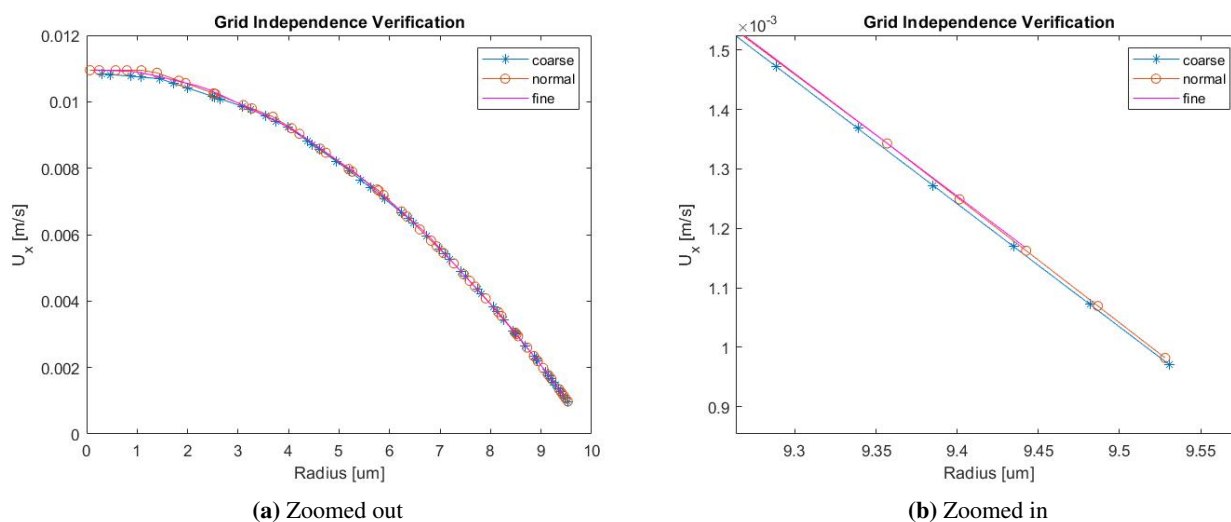 Grid Independence Verification
0.012
0.01
0.008
0.006
0.004
0.002
0
U_x [m/s]
coarse
normal
fine
0 1 2 3 4 5 6 7 8 9 10
Radius [um]
(a) Zoomed out
Grid Independence Verification
×10^-3
1.5
1.4
1.3
1.2
1.1
1
0.9
U_x [m/s]
coarse
normal
fine
9.3 9.35 9.4 9.45 9.5 9.55
Radius [um]
(b) Zoomed in